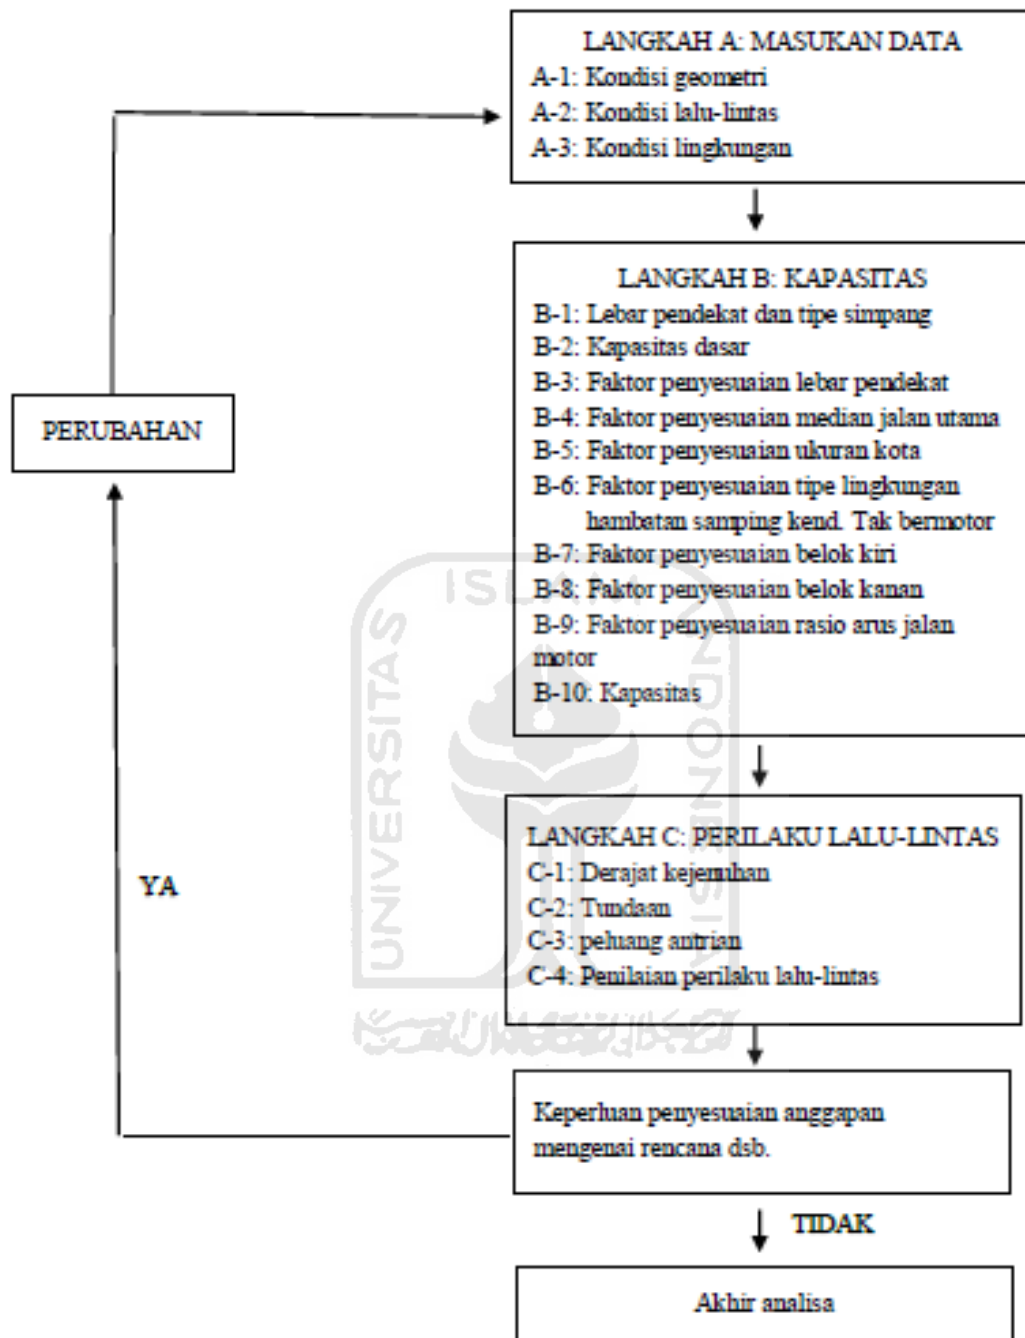 LANGKAH A: MASUKAN DATA
A-1: Kondisi geometri
A-2: Kondisi lalu-lintas
A-3: Kondisi lingkungan
LANGKAH B: KAPASITAS
B-1: Lebar pendekat dan tipe simpang
B-2: Kapasitas dasar
B-3: Faktor penyesuaian lebar pendekat
B-4: Faktor penyesuaian median jalan utama
B-5: Faktor penyesuaian ukuran kota
B-6: Faktor penyesuaian tipe lingkungan
hambatan samping kend. Tak bermotor
B-7: Faktor penyesuaian belok kiri
B-8: Faktor penyesuaian belok kanan
B-9: Faktor penyesuaian rasio arus jalan
motor
B-10: Kapasitas
PERUBAHAN
LANGKAH C: PERILAKU LALU-LINTAS
C-1: Derajat kejenuhan
C-2: Tundaan
C-3: peluang antrian
C-4: Penilaian perilaku lalu-lintas
YA
Keperluan penyesuaian anggapan
mengenai rencana dsb.
TIDAK
Akhir analisa
UNIVERSITAS
ISLAM
INDONESIA